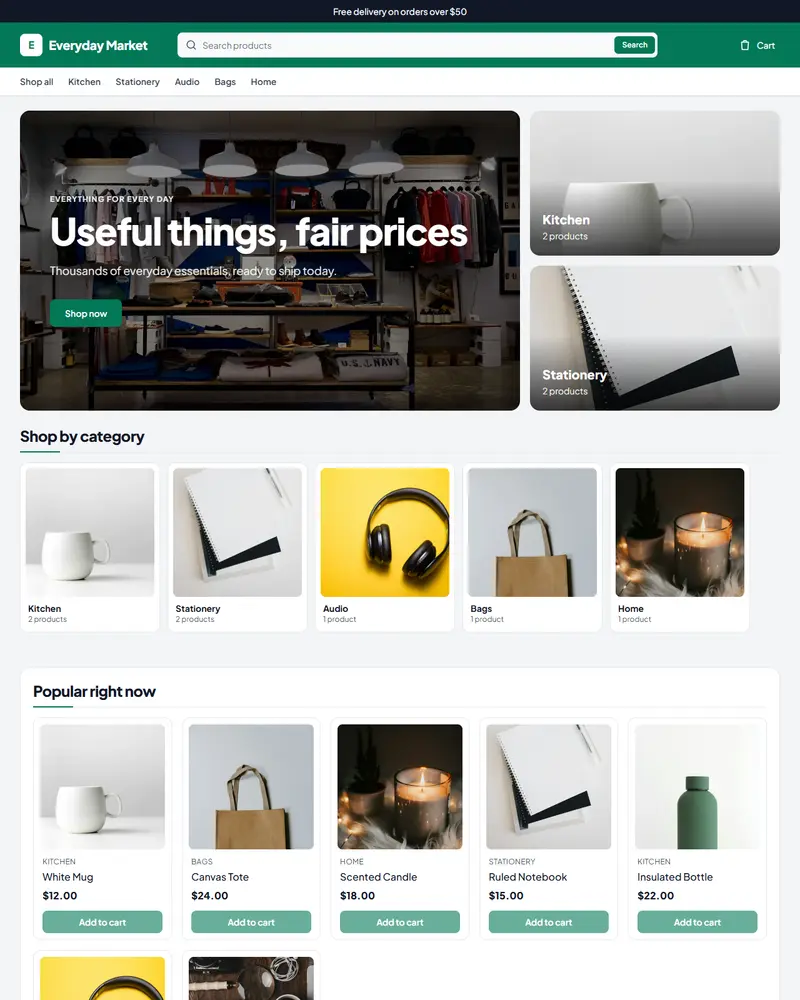 Free delivery on orders over $50
E
Everyday Market
Search products
Search
Cart
Shop all
Kitchen
Stationery
Audio
Bags
Home
EVERYTHING FOR EVERY DAY
Useful things, fair prices
Thousands of everyday essentials, ready to ship today.
Shop now
U.S. NAVY
Kitchen
2 products
Stationery
2 products
Shop by category
Kitchen
2 products
Stationery
2 products
Audio
1 product
Bags
1 product
Home
1 product
Popular right now
KITCHEN
White Mug
$12.00
Add to cart
BAGS
Canvas Tote
$24.00
Add to cart
HOME
Scented Candle
$18.00
Add to cart
STATIONERY
Ruled Notebook
$15.00
Add to cart
KITCHEN
Insulated Bottle
$22.00
Add to cart